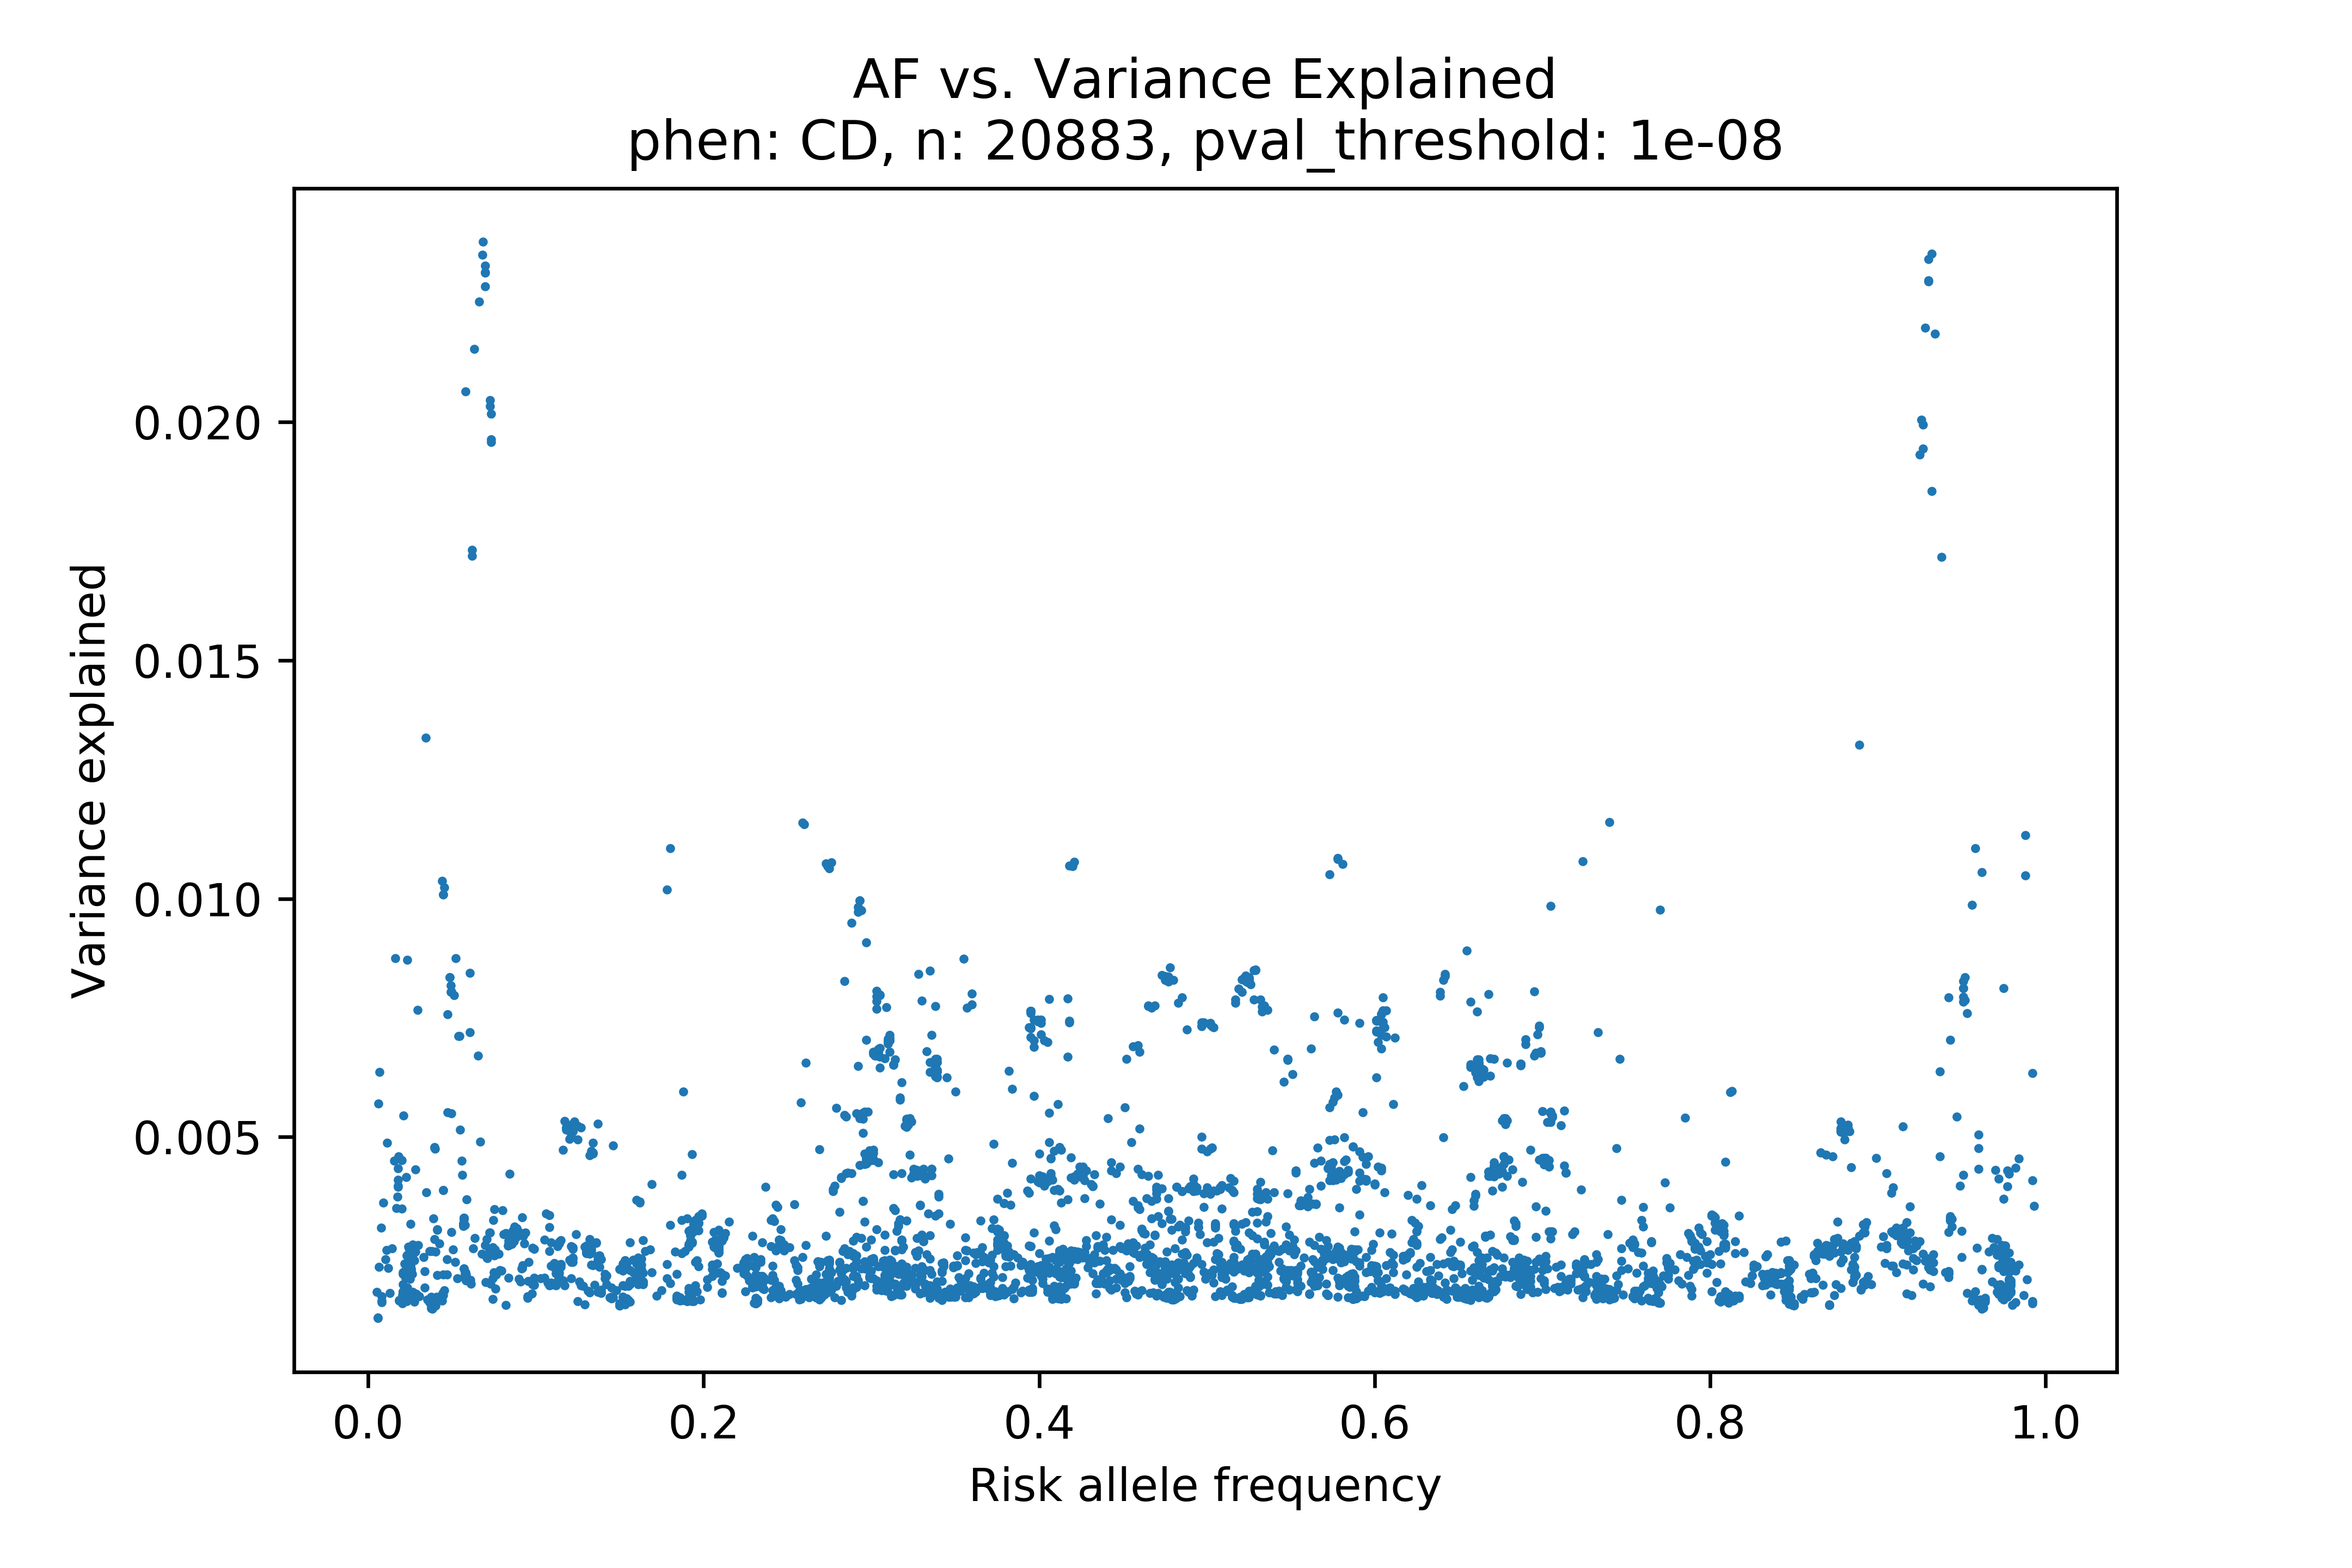 AF vs. Variance Explained
phen: CD, n: 20883, pval_threshold: 1e-08
Variance explained
0.020
0.015
0.010
0.005
0.0 0.2 0.4 0.6 0.8 1.0
Risk allele frequency